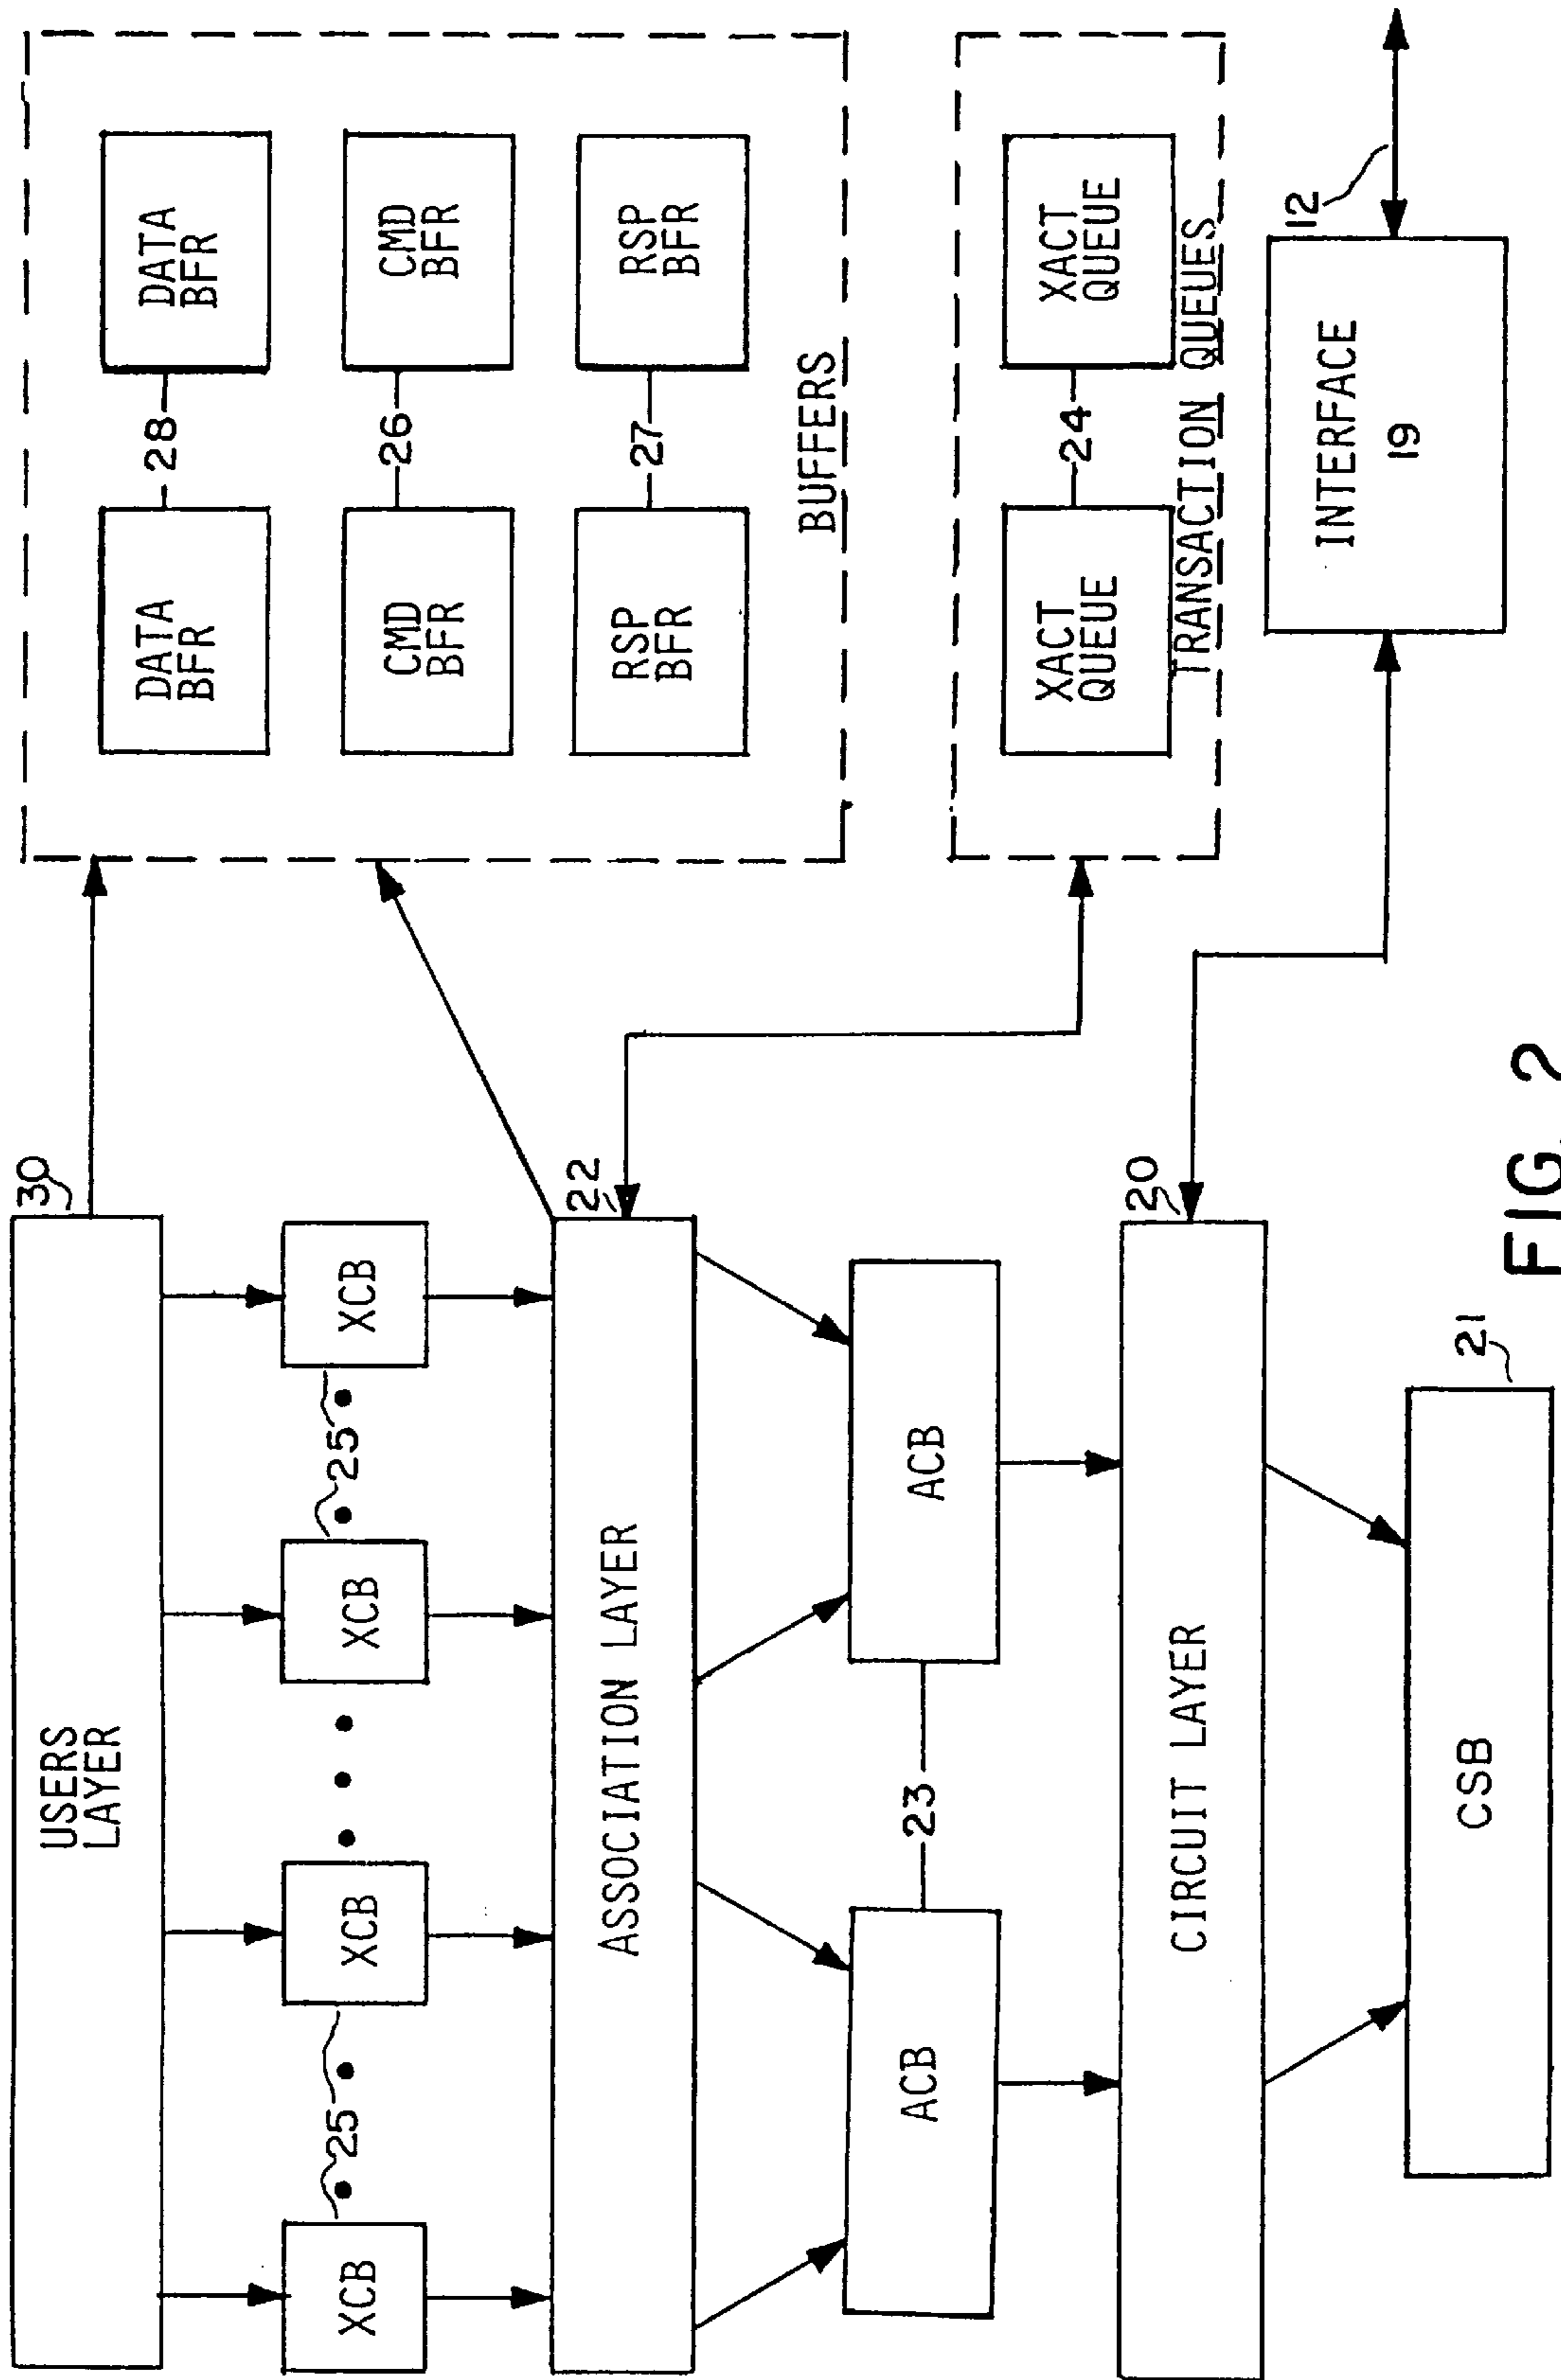 USERS
LAYER
30
XCB
25
XCB
XCB
25
XCB
ASSOCIATION LAYER
22
ACB
23
ACB
CIRCUIT LAYER
20
CSB
21
DATA
BFR
28
DATA
BFR
CMD
BFR
26
CMD
BFR
RSP
BFR
27
RSP
BFR
BUFFERS
XACT
QUEUE
24
XACT
QUEUE
TRANSACTION QUEUES
INTERFACE
19
12
FIG. 2